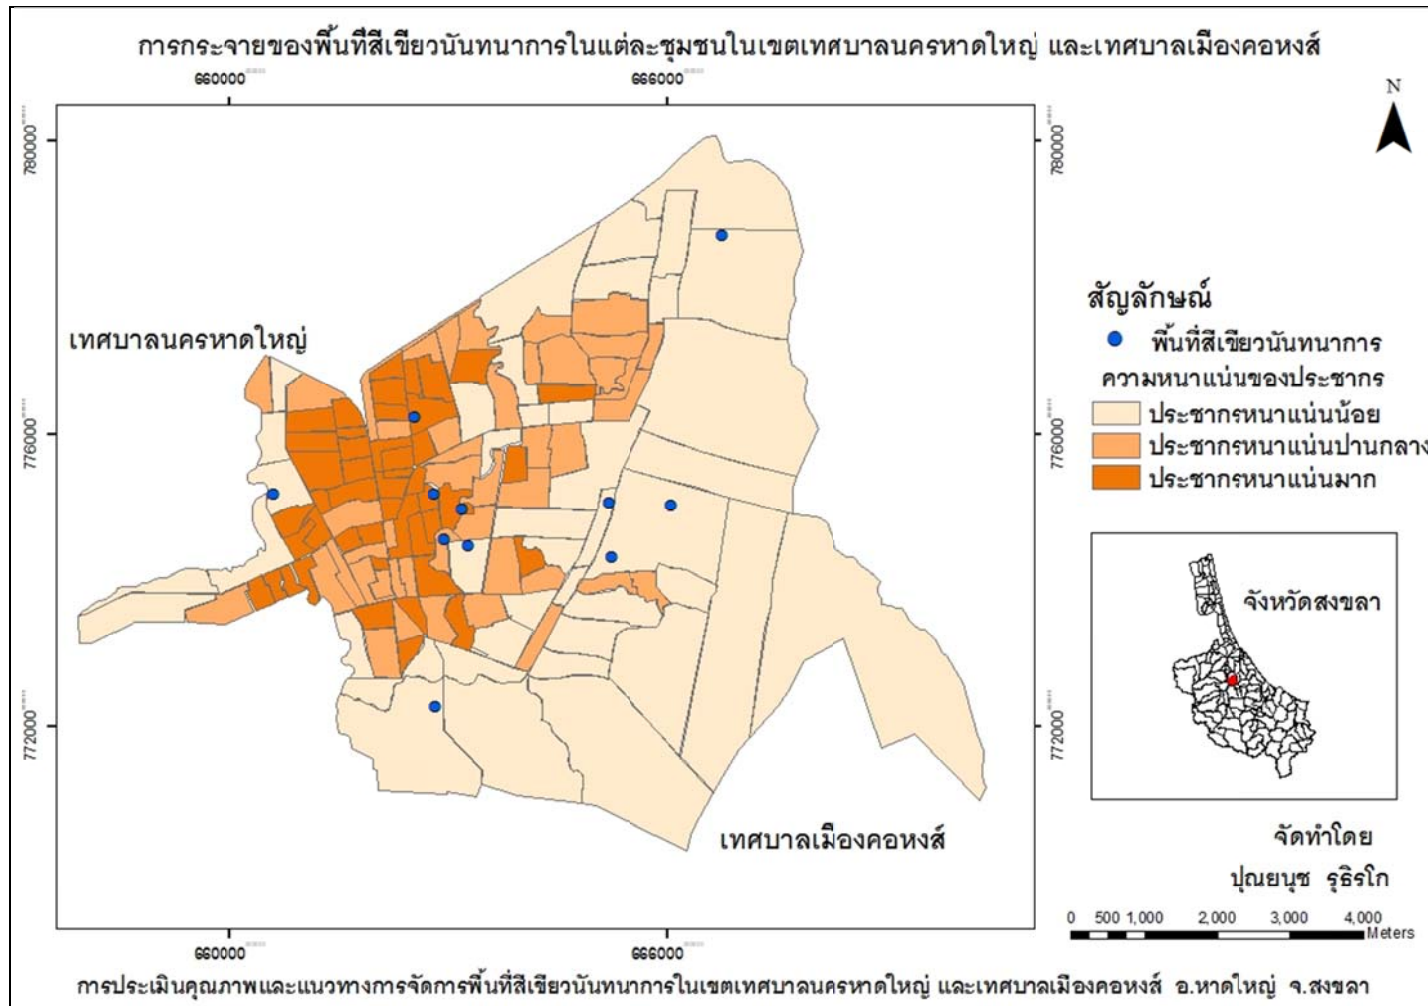 การกระจายของพื้นที่สีเขียวนันทนาการในแต่ละชุมชนในเขตเทศบาลนครหาดใหญ่ และเทศบาลเมืองคอหงส์
660000 666000
N
780000 780000
สัญลักษณ์
เทศบาลนครหาดใหญ่
พื้นที่สีเขียวนันทนาการ
ความหนาแน่นของประชากร
ประชากรหนาแน่นน้อย
776000 776000
ประชากรหนาแน่นปานกลาง
ประชากรหนาแน่นมาก
จังหวัดสงขลา
772000 772000
เทศบาลเมืองคอหงส์
จัดทำโดย
ปุณยนุช รุธิรโก
0 500 1,000 2,000 3,000 4,000
Meters
660000 666000
การประเมินคุณภาพและแนวทางการจัดการพื้นที่สีเขียวนันทนาการในเขตเทศบาลนครหาดใหญ่ และเทศบาลเมืองคอหงส์ อ.หาดใหญ่ จ.สงขลา